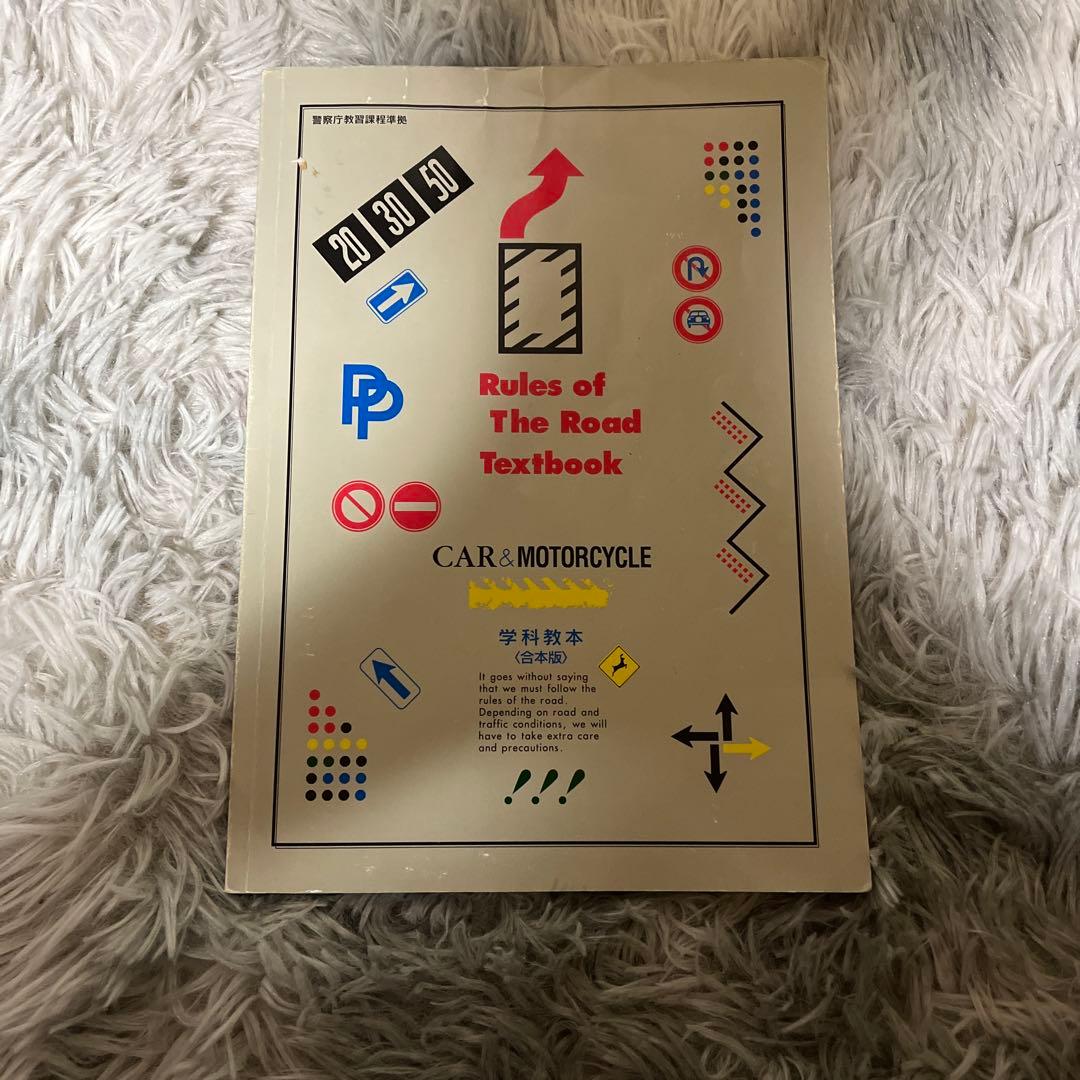 警察庁教習課程準拠
20 30 50
PP
Rules of
The Road
Textbook
CAR & MOTORCYCLE
学科教本
〈合本版〉
It goes without saying
that we must follow the
rules of the road.
Depending on road and
traffic conditions, we will
have to take extra care
and precautions.
!!!